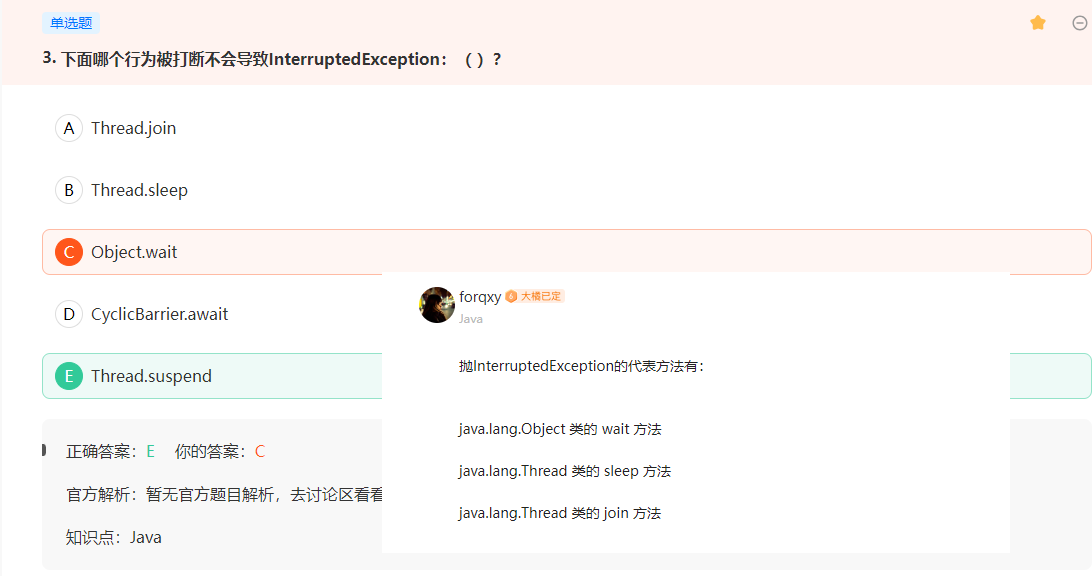 单选题
3. 下面哪个行为被打断不会导致InterruptedException：（ ）？
A Thread.join
B Thread.sleep
C Object.wait
D CyclicBarrier.await
E Thread.suspend
forqxy 6 大橘已定
Java
抛InterruptedException的代表方法有：
java.lang.Object 类的 wait 方法
java.lang.Thread 类的 sleep 方法
java.lang.Thread 类的 join 方法
正确答案：E 你的答案：C
官方解析：暂无官方题目解析，去讨论区看看
知识点：Java